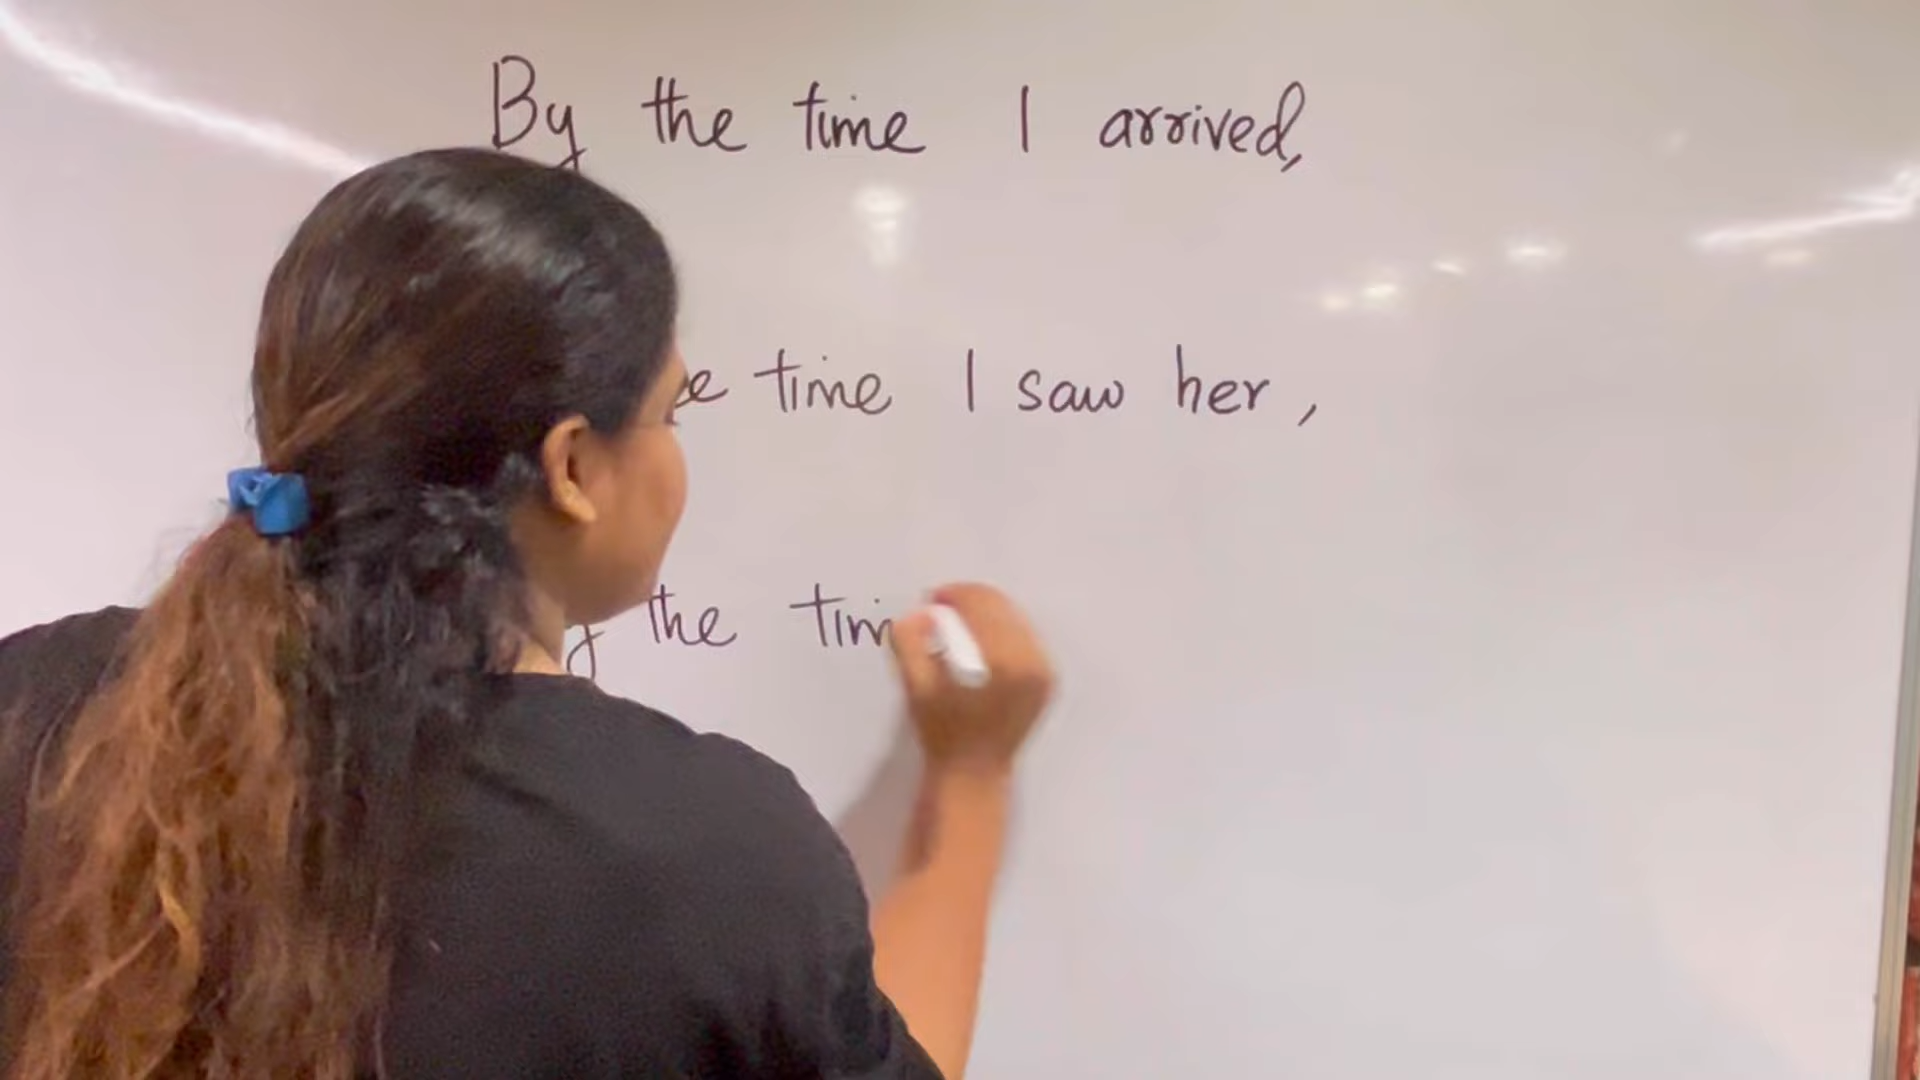 By the time I arrived,
time I saw her,
the